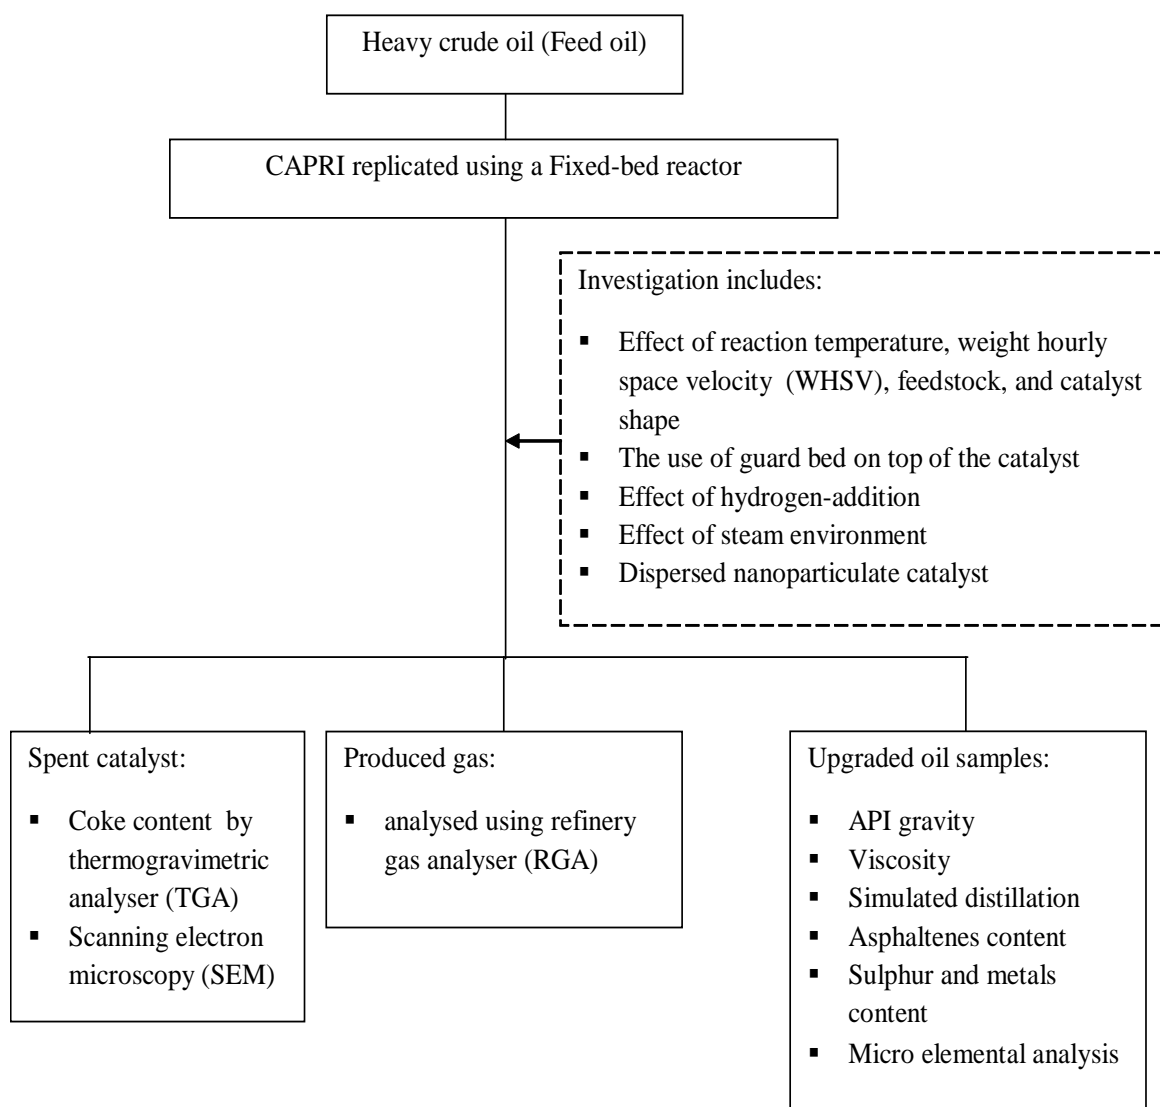 Heavy crude oil (Feed oil)
CAPRI replicated using a Fixed-bed reactor
Investigation includes:
▪ Effect of reaction temperature, weight hourly
space velocity (WHSV), feedstock, and catalyst
shape
▪ The use of guard bed on top of the catalyst
▪ Effect of hydrogen-addition
▪ Effect of steam environment
▪ Dispersed nanoparticulate catalyst
Spent catalyst:
▪ Coke content by
thermogravimetric
analyser (TGA)
▪ Scanning electron
microscopy (SEM)
Produced gas:
▪ analysed using refinery
gas analyser (RGA)
Upgraded oil samples:
▪ API gravity
▪ Viscosity
▪ Simulated distillation
▪ Asphaltenes content
▪ Sulphur and metals
content
▪ Micro elemental analysis